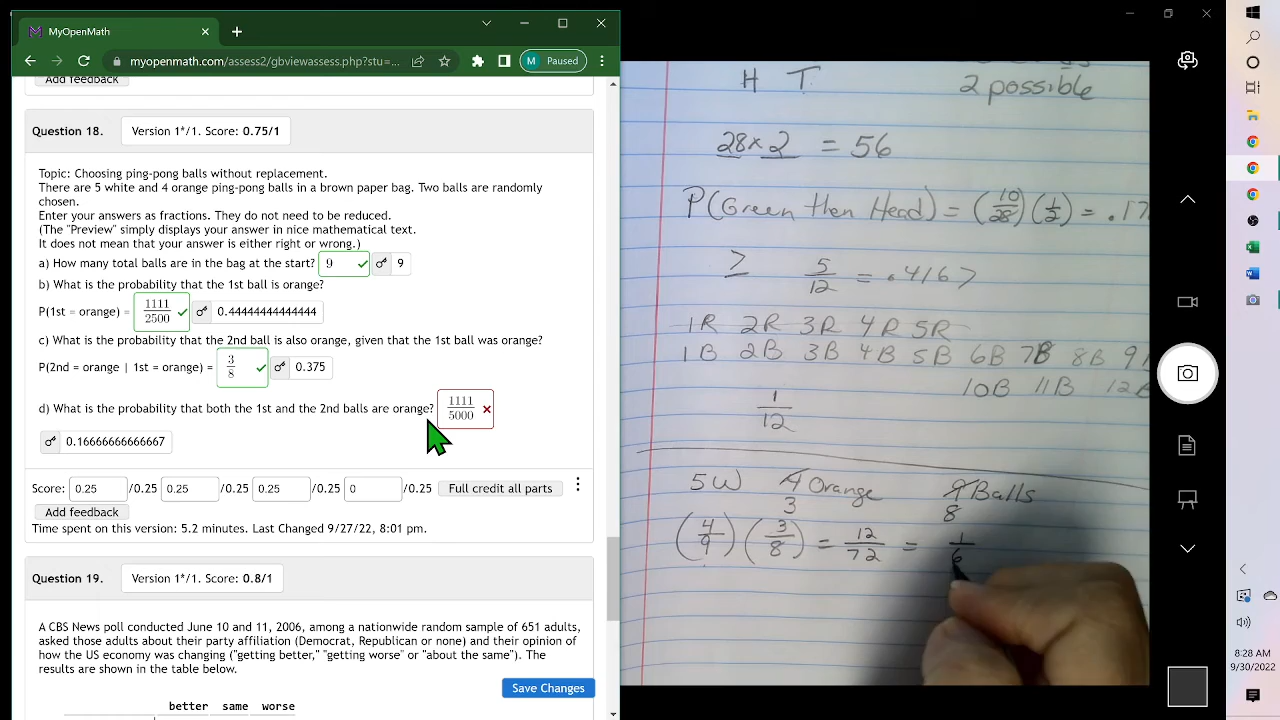 MyOpenMath
myopenmath.com/assess2/gbviewassess.php?stu=...
M Paused
Add feedback
Question 18.
Version 1*/1. Score: 0.75/1
Topic: Choosing ping-pong balls without replacement.
There are 5 white and 4 orange ping-pong balls in a brown paper bag. Two balls are randomly
chosen.
Enter your answers as fractions. They do not need to be reduced.
(The "Preview" simply displays your answer in nice mathematical text.
It does not mean that your answer is either right or wrong.)
a) How many total balls are in the bag at the start? 9 9
b) What is the probability that the 1st ball is orange?
P(1st = orange) = 1111/2500 0.44444444444444
c) What is the probability that the 2nd ball is also orange, given that the 1st ball was orange?
P(2nd = orange | 1st = orange) = 3/8 0.375
d) What is the probability that both the 1st and the 2nd balls are orange? 1111/5000
0.16666666666667
Score: 0.25 /0.25 0.25 /0.25 0.25 /0.25 0 /0.25 Full credit all parts
Add feedback
Time spent on this version: 5.2 minutes. Last Changed 9/27/22, 8:01 pm.
Question 19.
Version 1*/1. Score: 0.8/1
A CBS News poll conducted June 10 and 11, 2006, among a nationwide random sample of 651 adults,
asked those adults about their party affiliation (Democrat, Republican or none) and their opinion of
how the US economy was changing ("getting better," "getting worse" or "about the same"). The
results are shown in the table below.
Save Changes
better same worse
H T
2 possible
28 × 2 = 56
P(Green then Head) = (10/28)(1/2) = .17
5/12 = .4167
1R 2R 3R 4R 5R
1B 2B 3B 4B 5B 6B 7B 8B 9
10B 11B 12B
1/12
5W 4 Orange 9 Balls
3 8
(4/9)(3/8) = 12/72 = 1/6
8:28 AM
9/30/2022